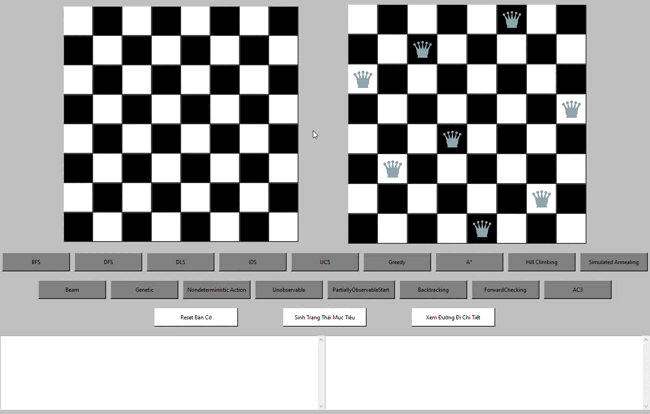 BFS DFS DLS IDS UCS Greedy A* Hill Climbing Simulated Annealing
Beam Genetic Nondeterministic Action Unobservable PartiallyObservableStart Backtracking ForwardChecking AC3
Reset Bàn Cờ Sinh Trạng Thái Mục Tiêu Xem Đường Đi Chi Tiết